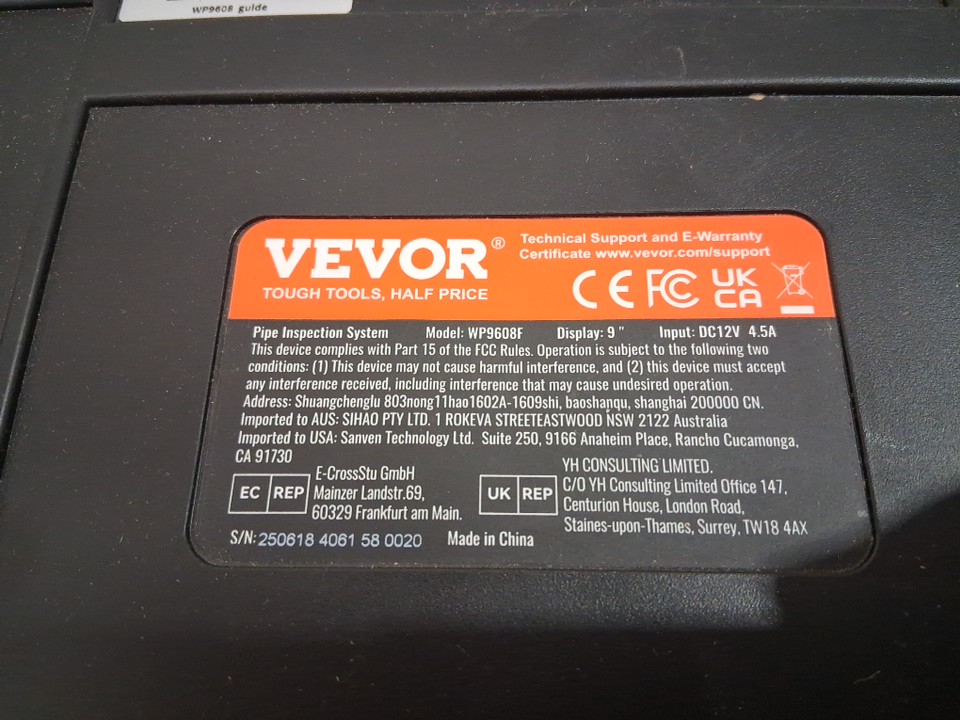 WP9608 guide
VEVOR®
Technical Support and E-Warranty
Certificate www.vevor.com/support
TOUGH TOOLS, HALF PRICE
CE FC UK
CA
Pipe Inspection System Model: WP9608F Display: 9 " Input: DC12V 4.5A
This device complies with Part 15 of the FCC Rules. Operation is subject to the following two
conditions: (1) This device may not cause harmful interference, and (2) this device must accept
any interference received, including interference that may cause undesired operation.
Address: Shuangchenglu 803nong11hao1602A-1609shi, baoshanqu, shanghai 200000 CN.
Imported to AUS: SIHAO PTY LTD. 1 ROKEVA STREETEASTWOOD NSW 2122 Australia
Imported to USA: Sanven Technology Ltd. Suite 250, 9166 Anaheim Place, Rancho Cucamonga,
CA 91730
EC REP
E-CrossStu GmbH
Mainzer Landstr.69,
60329 Frankfurt am Main.
UK REP
YH CONSULTING LIMITED.
C/O YH Consulting Limited Office 147,
Centurion House, London Road,
Staines-upon-Thames, Surrey, TW18 4AX
S/N: 250618 4061 58 0020 Made in China